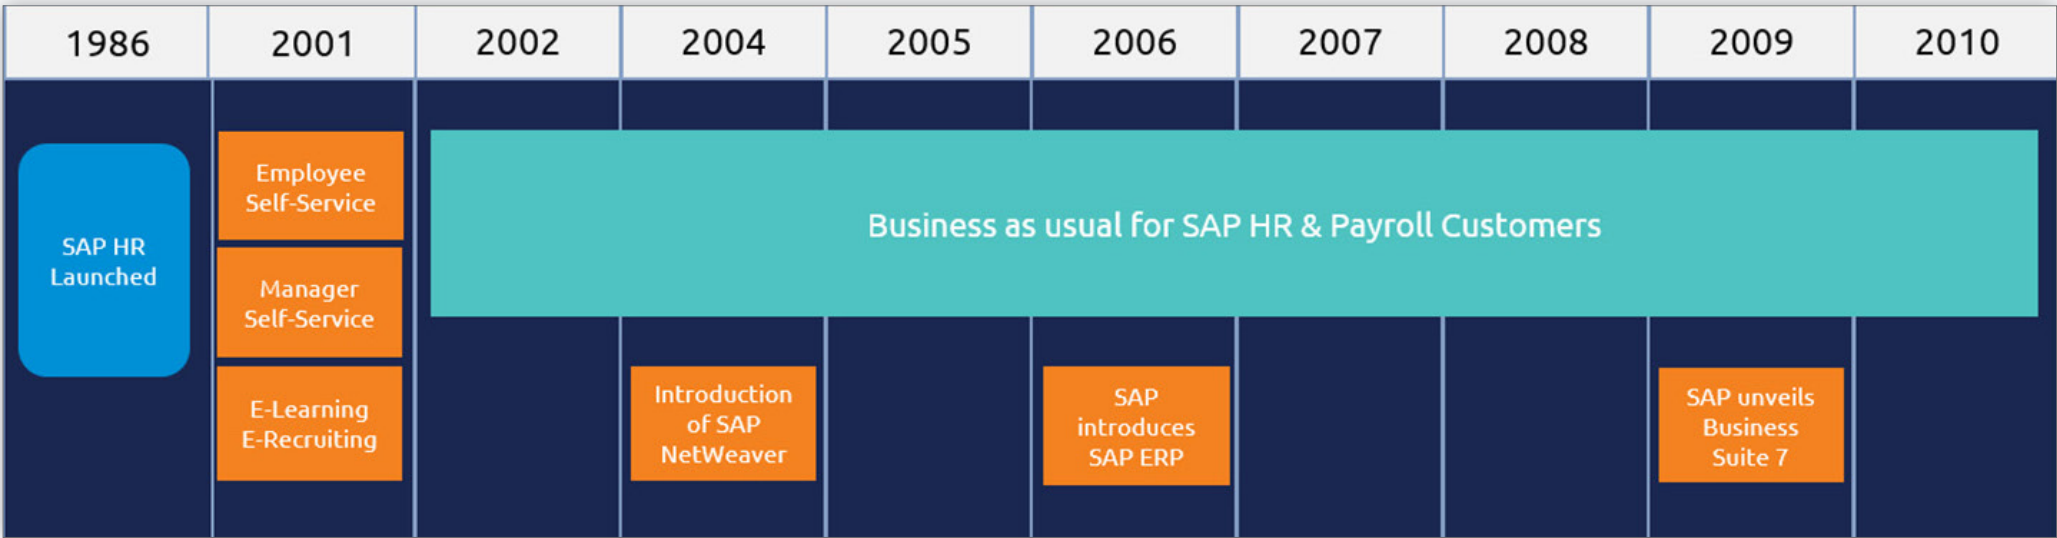 1986 2001 2002 2004 2005 2006 2007 2008 2009 2010
SAP HR
Launched
Employee
Self-Service
Manager
Self-Service
E-Learning
E-Recruiting
Business as usual for SAP HR & Payroll Customers
Introduction
of SAP
NetWeaver
SAP
introduces
SAP ERP
SAP unveils
Business
Suite 7